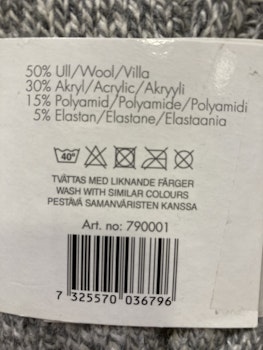 50% Ull/Wool/Villa
30% Akryl/Acrylic/Akryyli
15% Polyamid/Polyamide/Polyamidi
5% Elastan/Elastane/Elastaania
40°
TVÄTTAS MED LIKNANDE FÄRGER
WASH WITH SIMILAR COLOURS
PESTÄVÄ SAMANVÄRISTEN KANSSA
Art. no: 790001
7 325570 036796